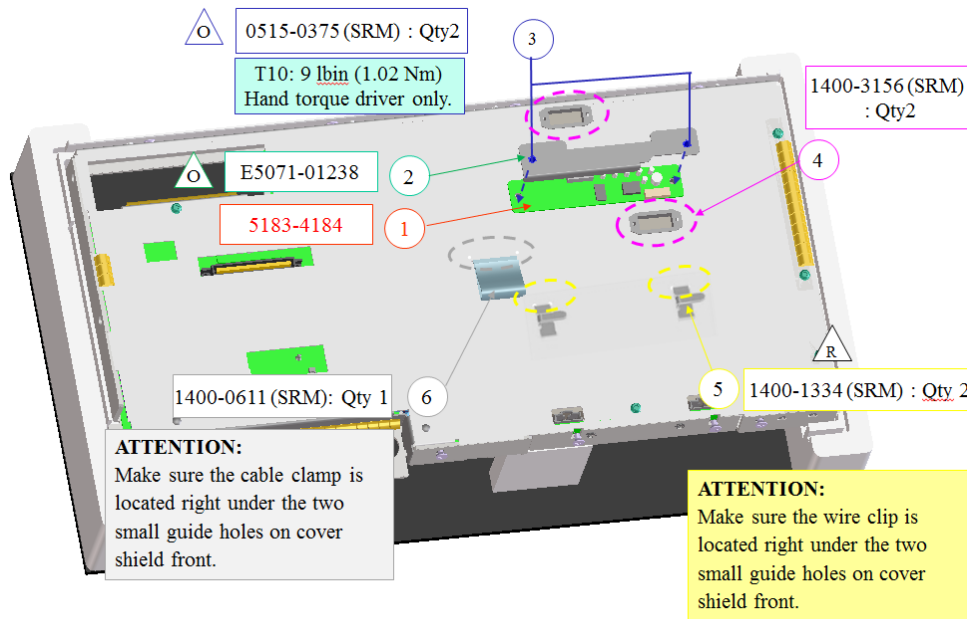 O
0515-0375 (SRM) : Qty2
3
T10: 9 lbin (1.02 Nm)
Hand torque driver only.
1400-3156 (SRM)
: Qty2
O
E5071-01238
2
4
5183-4184
1
R
1400-0611 (SRM): Qty 1
6
5
1400-1334 (SRM) : Qty 2
ATTENTION:
Make sure the cable clamp is
located right under the two
small guide holes on cover
shield front.
ATTENTION:
Make sure the wire clip is
located right under the two
small guide holes on cover
shield front.